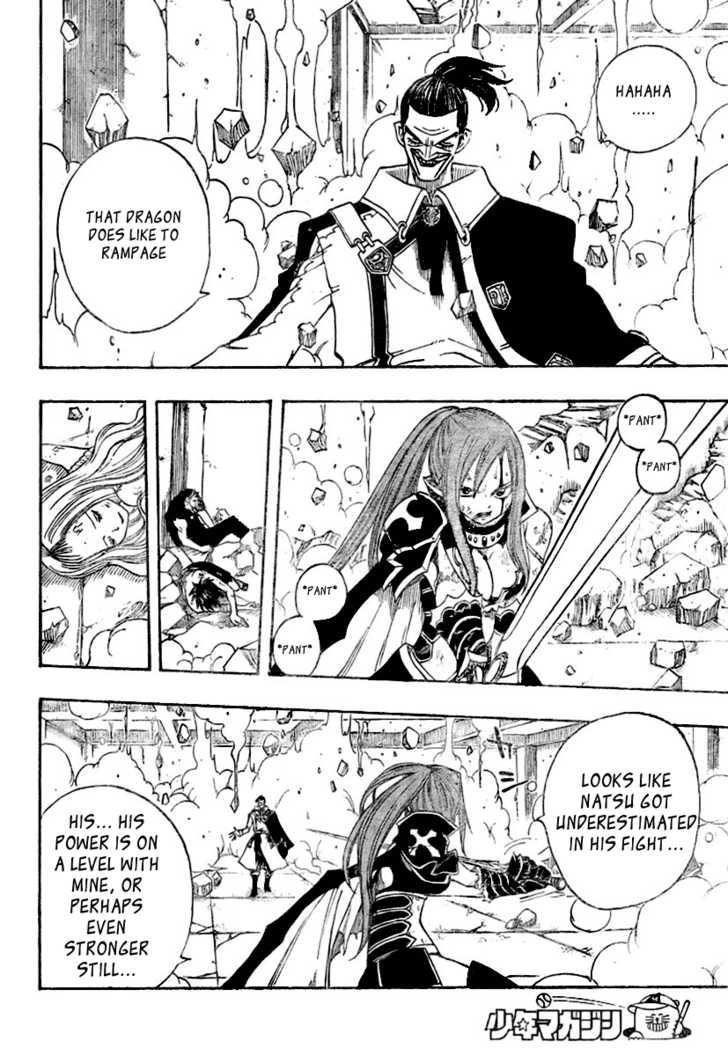 HAHAHA
.....
THAT DRAGON
DOES LIKE TO
RAMPAGE
*PANT*
*PANT*
*PANT*
*PANT*
LOOKS LIKE
NATSU GOT
UNDERESTIMATED
IN HIS FIGHT...
HIS... HIS
POWER IS ON
A LEVEL WITH
MINE, OR
PERHAPS
EVEN
STRONGER
STILL...
少年マガジン